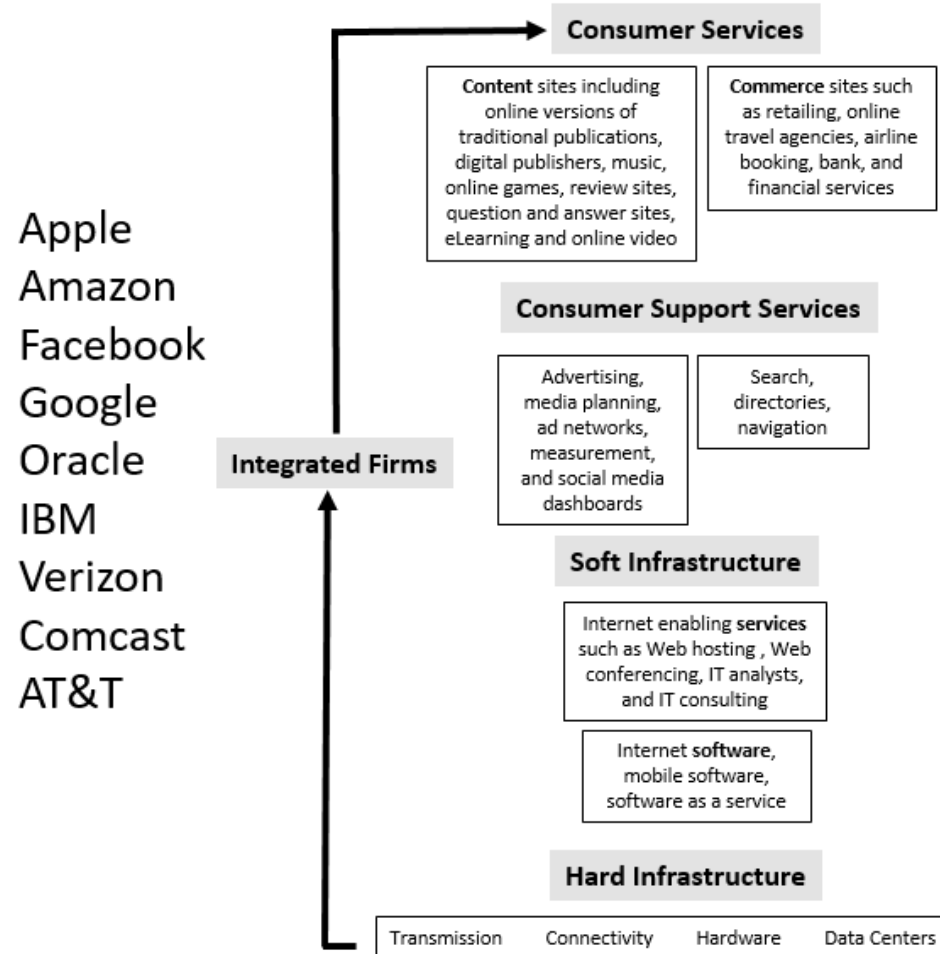 Consumer Services
Content sites including
online versions of
traditional publications,
digital publishers, music,
online games, review sites,
question and answer sites,
eLearning and online video
Commerce sites such
as retailing, online
travel agencies, airline
booking, bank, and
financial services
Apple
Amazon
Facebook
Google
Oracle
IBM
Verizon
Comcast
AT&T
Integrated Firms
Consumer Support Services
Advertising,
media planning,
ad networks,
measurement,
and social media
dashboards
Search,
directories,
navigation
Soft Infrastructure
Internet enabling services
such as Web hosting , Web
conferencing, IT analysts,
and IT consulting
Internet software,
mobile software,
software as a service
Hard Infrastructure
Transmission Connectivity Hardware Data Centers